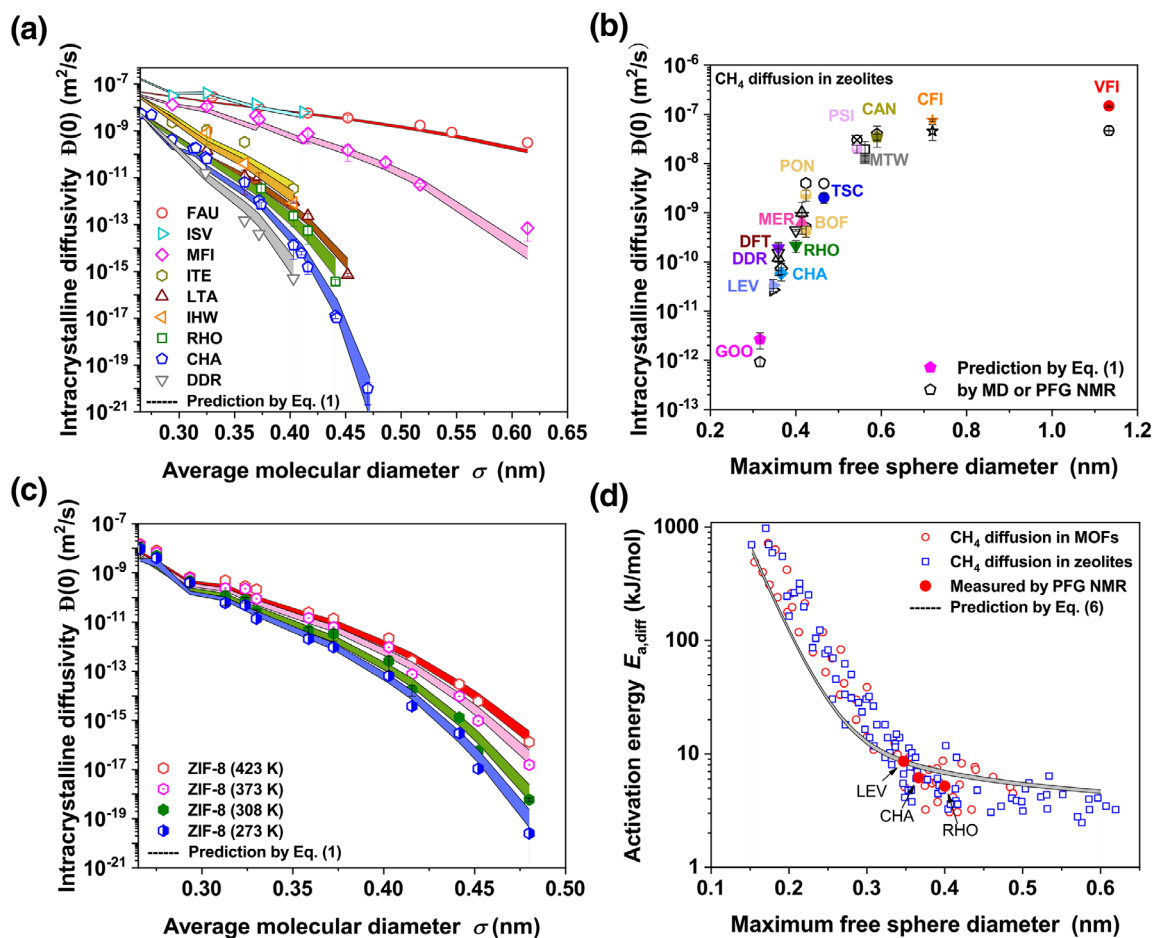 (a)
Intracrystalline diffusivity Đ(0) (m²/s)
10⁻⁷
10⁻⁹
10⁻¹¹
10⁻¹³
10⁻¹⁵
10⁻¹⁷
10⁻¹⁹
10⁻²¹
FAU
ISV
MFI
ITE
LTA
IHW
RHO
CHA
DDR
Prediction by Eq. (1)
0.30 0.35 0.40 0.45 0.50 0.55 0.60 0.65
Average molecular diameter σ (nm)
(b)
Intracrystalline diffusivity Đ(0) (m²/s)
10⁻⁶
10⁻⁷
10⁻⁸
10⁻⁹
10⁻¹⁰
10⁻¹¹
10⁻¹²
10⁻¹³
CH₄ diffusion in zeolites
VFI
CFI
CAN
PSI
MTW
PON
TSC
MER
BOF
DFT
DDR
RHO
LEV
CHA
GOO
Prediction by Eq. (1)
by MD or PFG NMR
0.2 0.4 0.6 0.8 1.0 1.2
Maximum free sphere diameter (nm)
(c)
Intracrystalline diffusivity Đ(0) (m²/s)
10⁻⁷
10⁻⁹
10⁻¹¹
10⁻¹³
10⁻¹⁵
10⁻¹⁷
10⁻¹⁹
10⁻²¹
ZIF-8 (423 K)
ZIF-8 (373 K)
ZIF-8 (308 K)
ZIF-8 (273 K)
Prediction by Eq. (1)
0.30 0.35 0.40 0.45 0.50
Average molecular diameter σ (nm)
(d)
Activation energy Eₐ,diff (kJ/mol)
1000
100
10
1
CH₄ diffusion in MOFs
CH₄ diffusion in zeolites
Measured by PFG NMR
Prediction by Eq. (6)
LEV
CHA
RHO
0.1 0.2 0.3 0.4 0.5 0.6
Maximum free sphere diameter (nm)